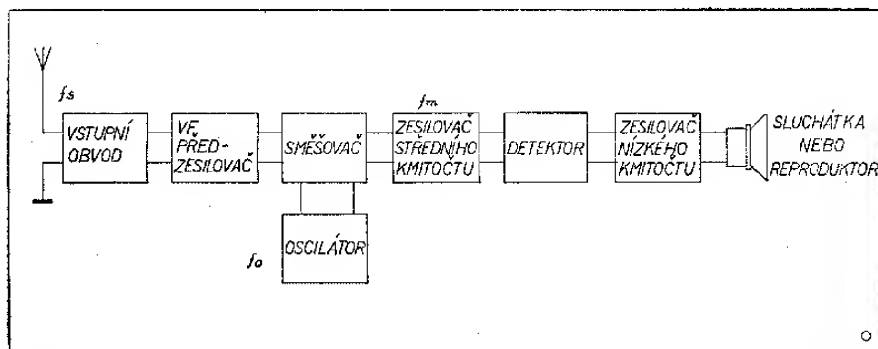 fs
VSTUPNÍ
OBVOD
VF
PŘED-
ZESILOVAČ
SMĚŠOVAČ
fm
ZESILOVAČ
STŘEDNÍHO
KMITOČTU
DETEKTOR
ZESILOVAČ
NÍZKÉHO
KMITOČTU
SLUCHÁTKA
NEBO
REPRODUKTOR
fo
OSCILÁTOR